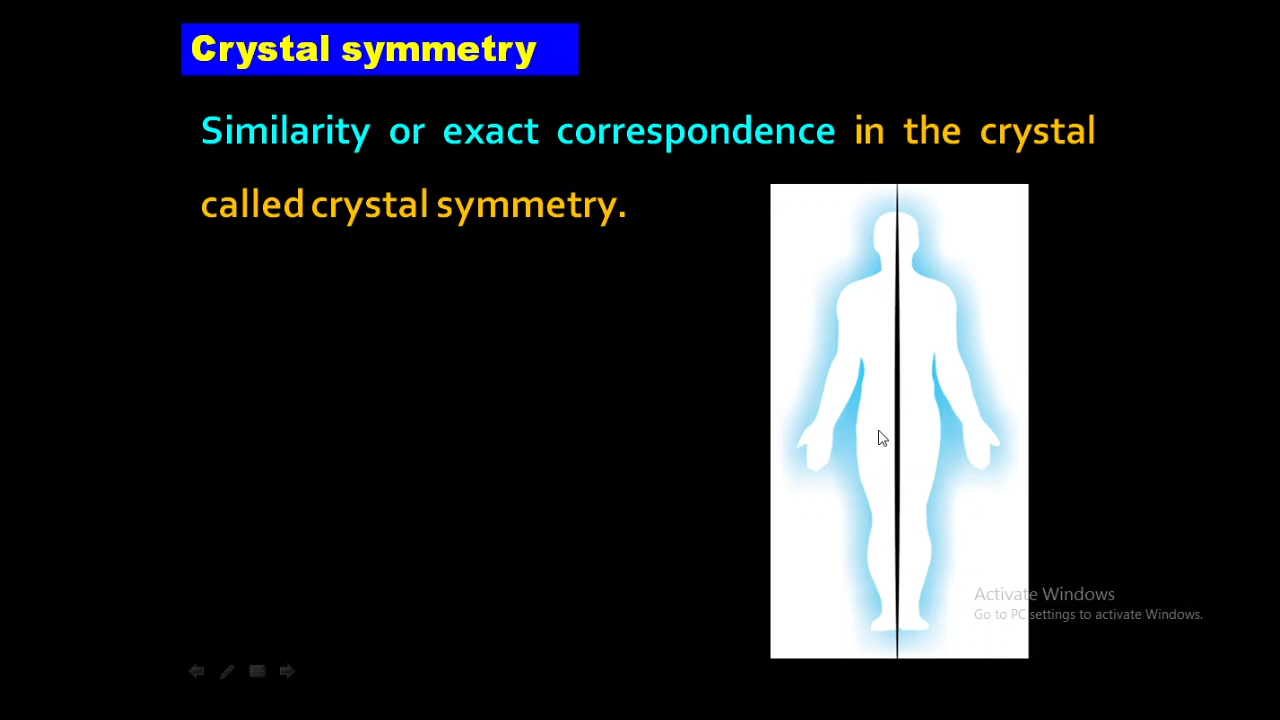 Crystal symmetry
Similarity or exact correspondence in the crystal
called crystal symmetry.
Activate Windows
Go to PC settings to activate Windows.